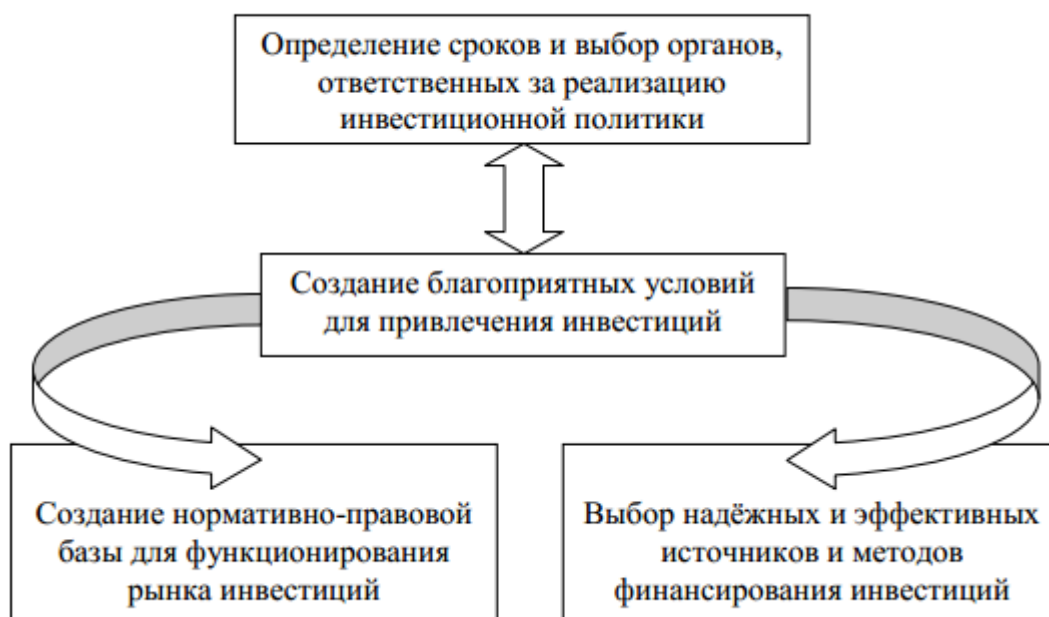 Определение сроков и выбор органов,
ответственных за реализацию
инвестиционной политики
Создание благоприятных условий
для привлечения инвестиций
Создание нормативно-правовой
базы для функционирования
рынка инвестиций
Выбор надёжных и эффективных
источников и методов
финансирования инвестиций